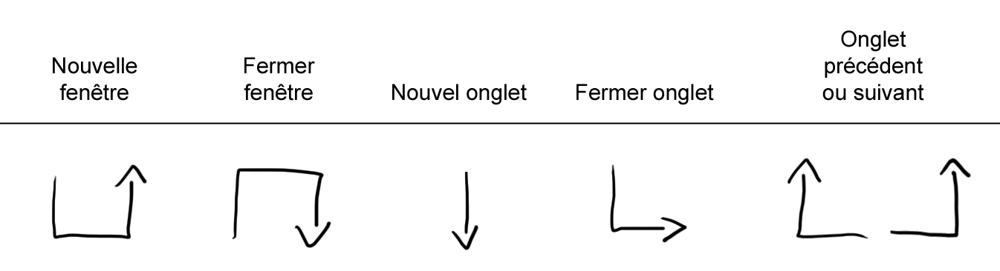 Nouvelle
fenêtre
Fermer
fenêtre
Nouvel onglet
Fermer onglet
Onglet
précédent
ou suivant